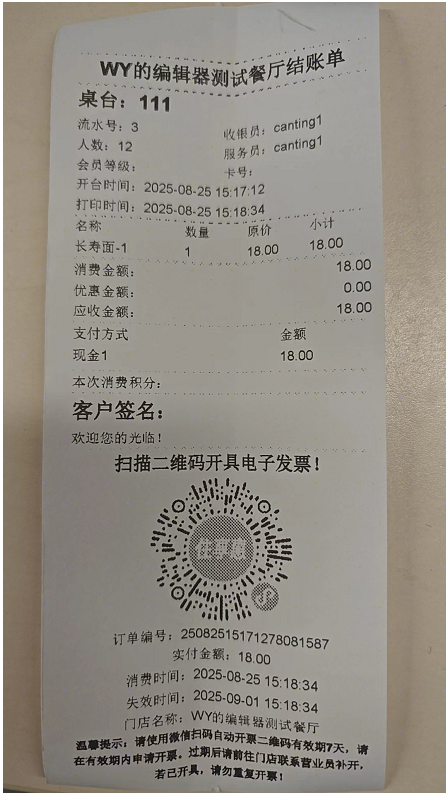 WY的编辑器测试餐厅结账单
桌台：111
流水号：3 收银员：canting1
人数：12 服务员：canting1
会员等级： 卡号：
开台时间：2025-08-25 15:17:12
打印时间：2025-08-25 15:18:34
名称 数量 原价 小计
长寿面-1 1 18.00 18.00
消费金额： 18.00
优惠金额： 0.00
应收金额： 18.00
支付方式 金额
现金1 18.00
本次消费积分：
客户签名：
欢迎您的光临！
扫描二维码开具电子发票！
订单编号：25082515171278081587
实付金额：18.00
消费时间：2025-08-25 15:18:34
失效时间：2025-09-01 15:18:34
门店名称：WY的编辑器测试餐厅
温馨提示：请使用微信扫码自动开票二维码有效期7天，请
在有效期内申请开票。过期后请前往门店联系营业员补开，
若已开具，请勿重复开票！